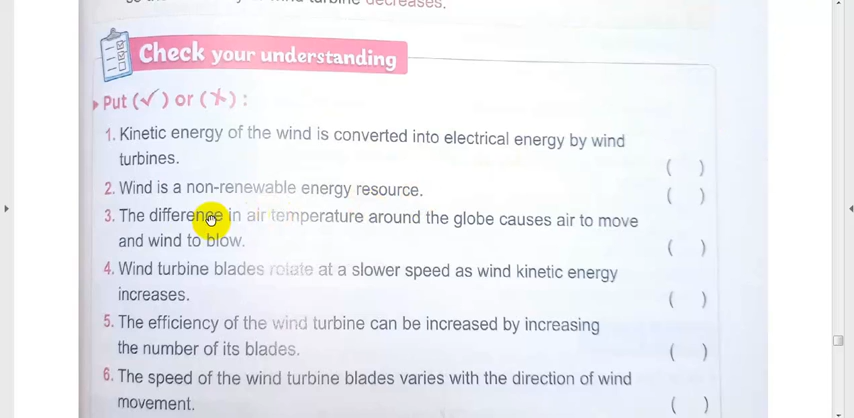 decreases.
Check your understanding
Put (✓) or (✗) :
1. Kinetic energy of the wind is converted into electrical energy by wind
turbines. ( )
2. Wind is a non-renewable energy resource. ( )
3. The difference in air temperature around the globe causes air to move
and wind to blow. ( )
4. Wind turbine blades rotate at a slower speed as wind kinetic energy
increases. ( )
5. The efficiency of the wind turbine can be increased by increasing
the number of its blades. ( )
6. The speed of the wind turbine blades varies with the direction of wind
movement. ( )